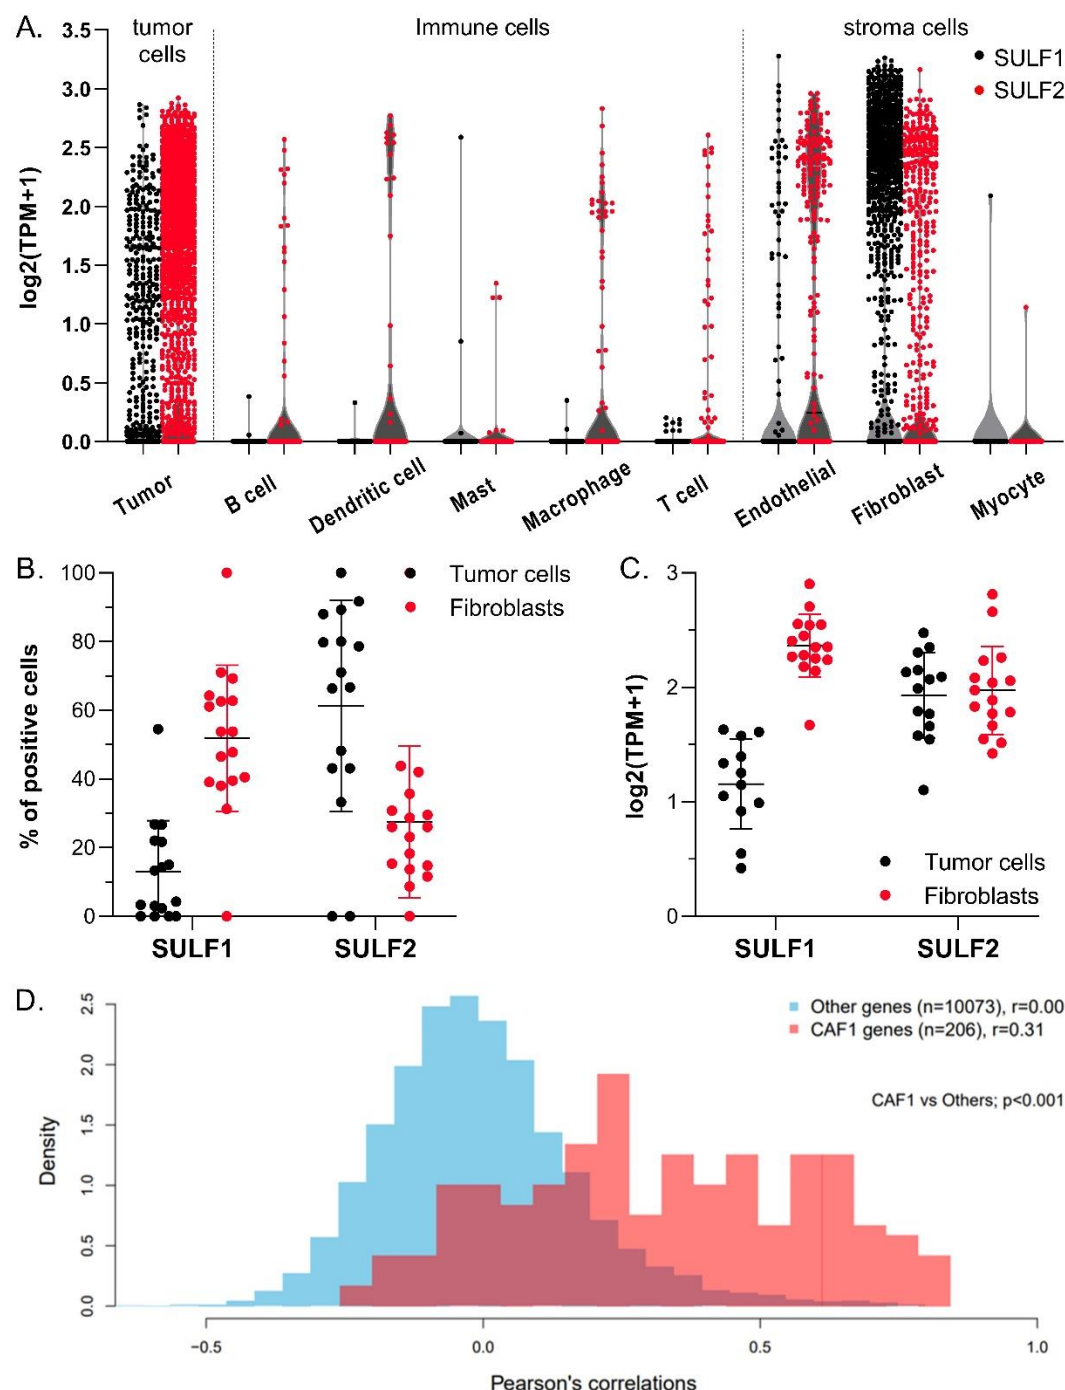 A.
tumor
cells
Immune cells
stroma cells
SULF1
SULF2
log2(TPM+1)
3.5
3.0
2.5
2.0
1.5
1.0
0.5
0.0
Tumor
B cell
Dendritic cell
Mast
Macrophage
T cell
Endothelial
Fibroblast
Myocyte
B.
% of positive cells
100
80
60
40
20
0
Tumor cells
Fibroblasts
SULF1
SULF2
C.
log2(TPM+1)
3
2
1
0
Tumor cells
Fibroblasts
SULF1
SULF2
D.
Density
2.5
2.0
1.5
1.0
0.5
0.0
Other genes (n=10073), r=0.00
CAF1 genes (n=206), r=0.31
CAF1 vs Others; p<0.001
−0.5
0.0
0.5
1.0
Pearson's correlations